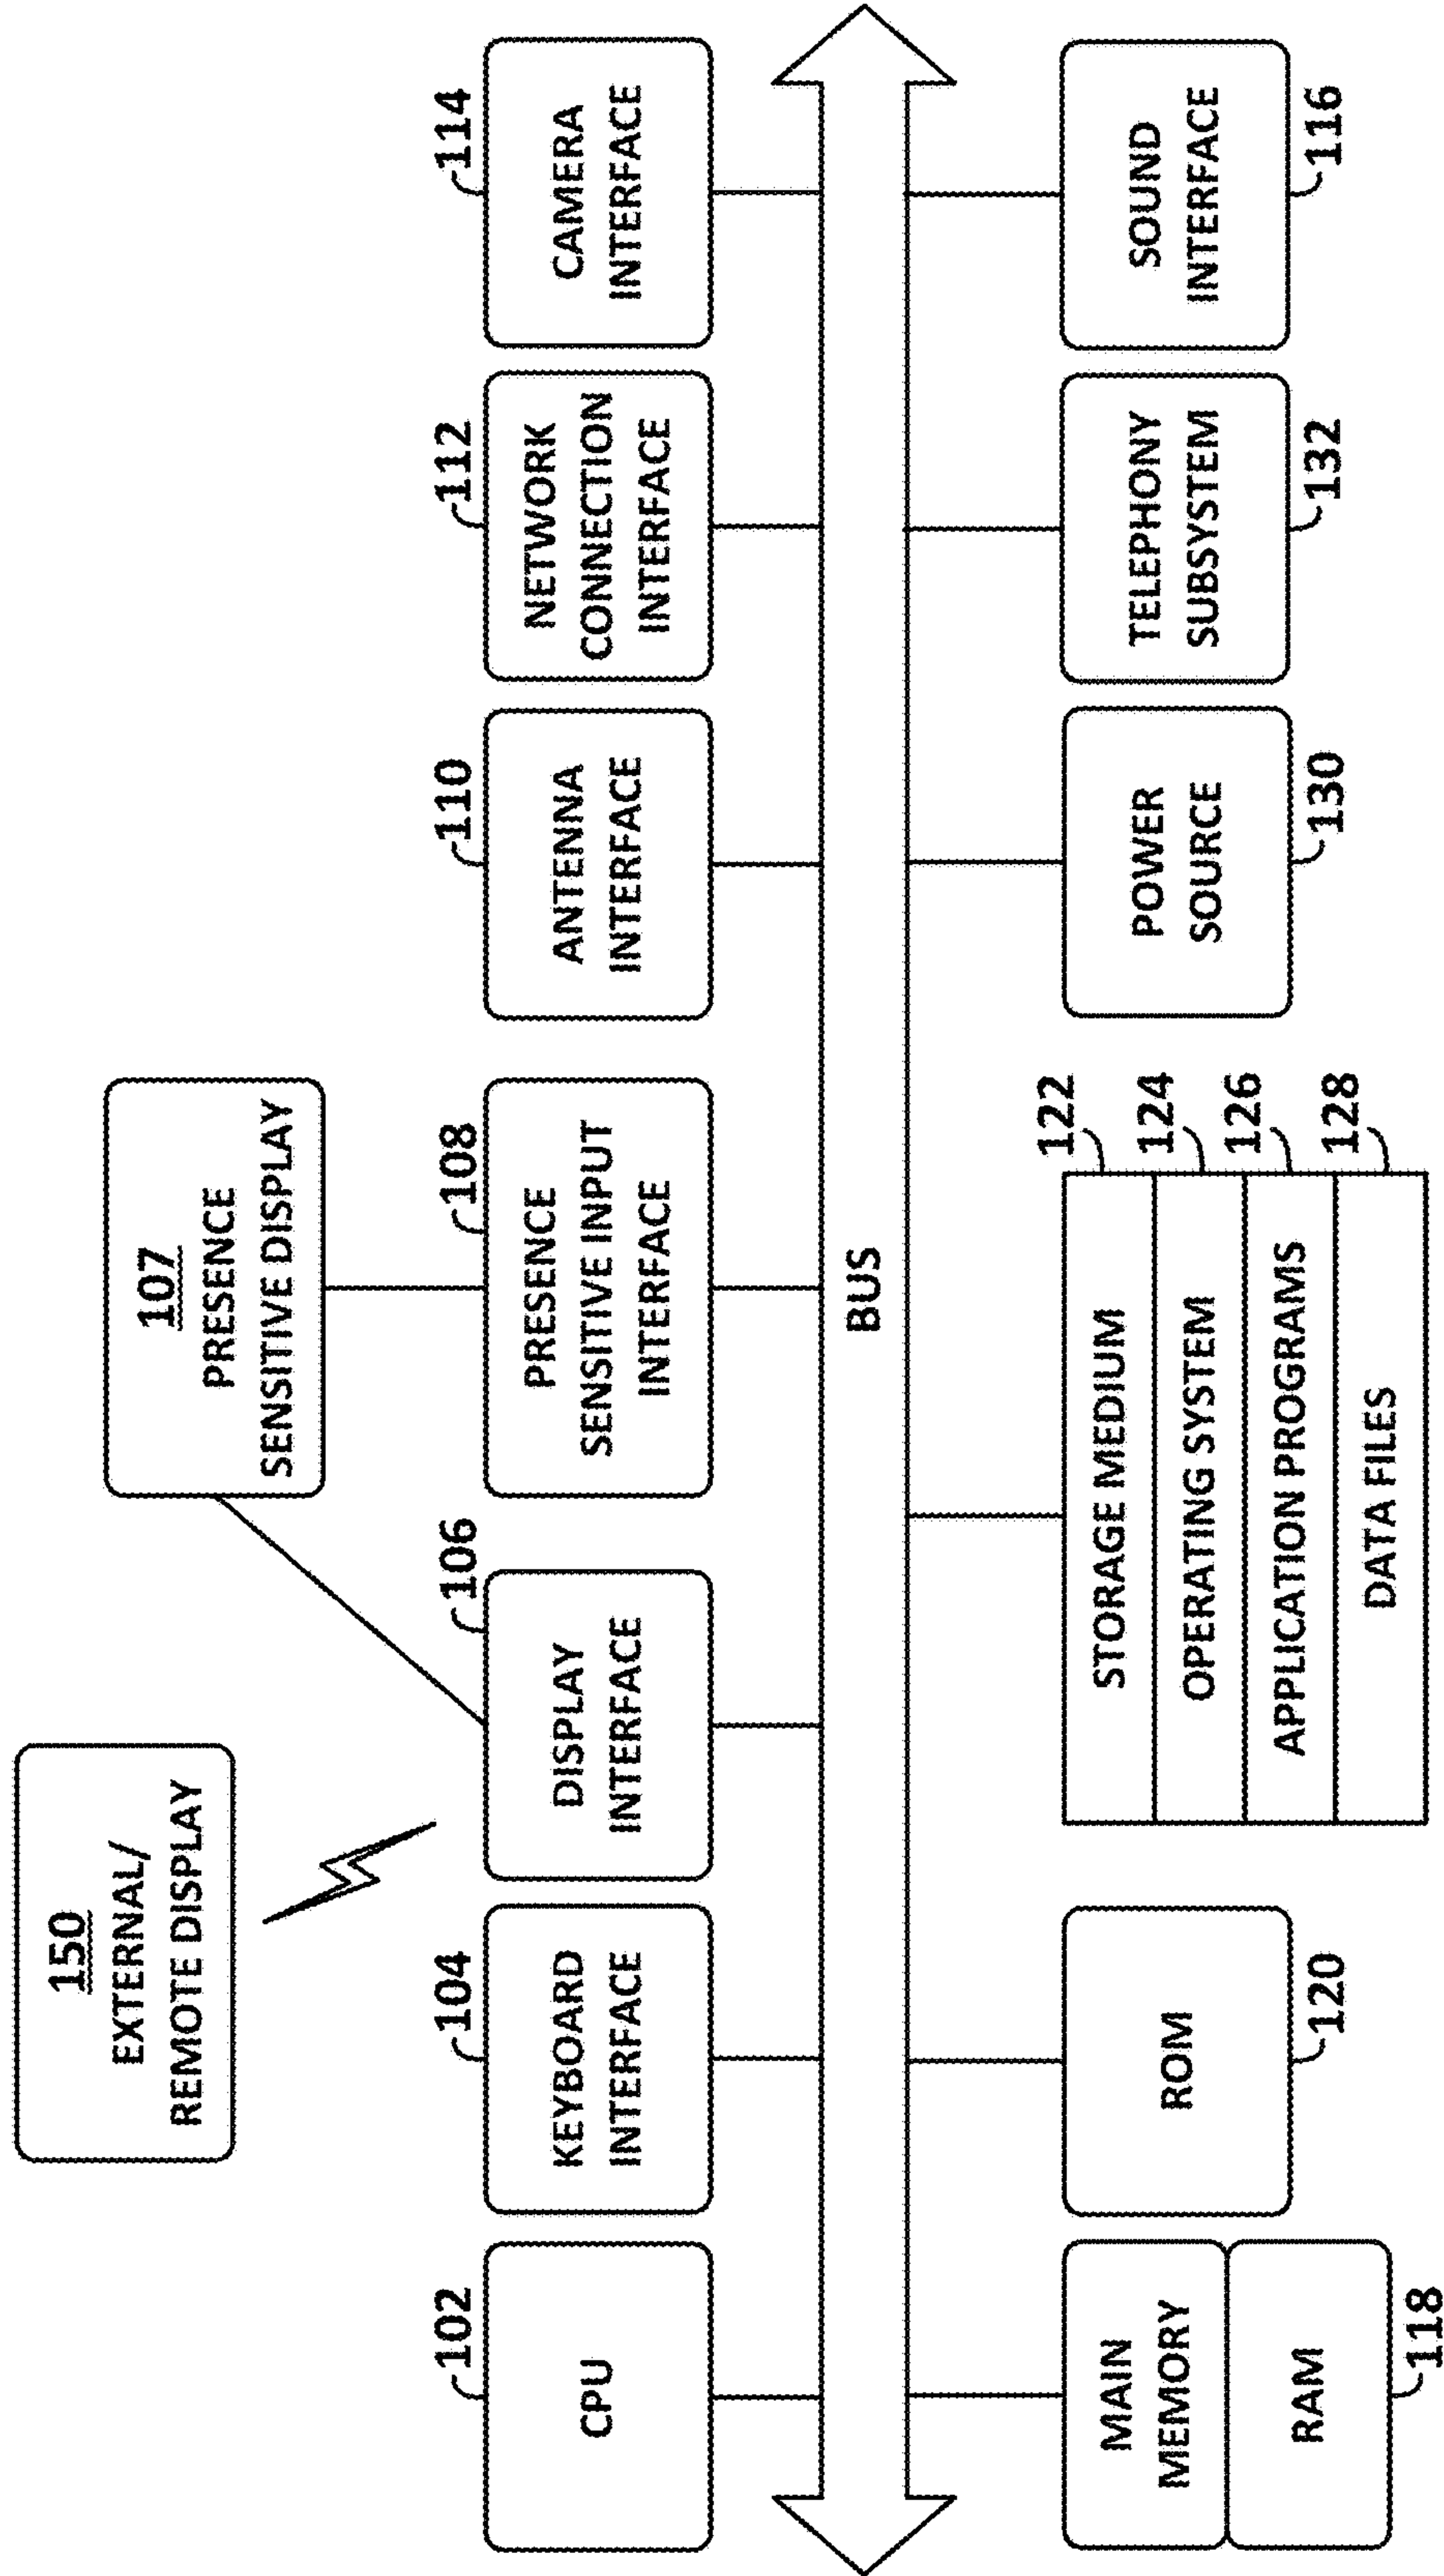 150
EXTERNAL/
REMOTE DISPLAY
107
PRESENCE
SENSITIVE DISPLAY
102
CPU
104
KEYBOARD
INTERFACE
106
DISPLAY
INTERFACE
108
PRESENCE
SENSITIVE INPUT
INTERFACE
110
ANTENNA
INTERFACE
112
NETWORK
CONNECTION
INTERFACE
114
CAMERA
INTERFACE
BUS
MAIN
MEMORY
RAM
118
ROM
120
STORAGE MEDIUM
122
OPERATING SYSTEM
124
APPLICATION PROGRAMS
126
DATA FILES
128
POWER
SOURCE
130
TELEPHONY
SUBSYSTEM
132
SOUND
INTERFACE
116